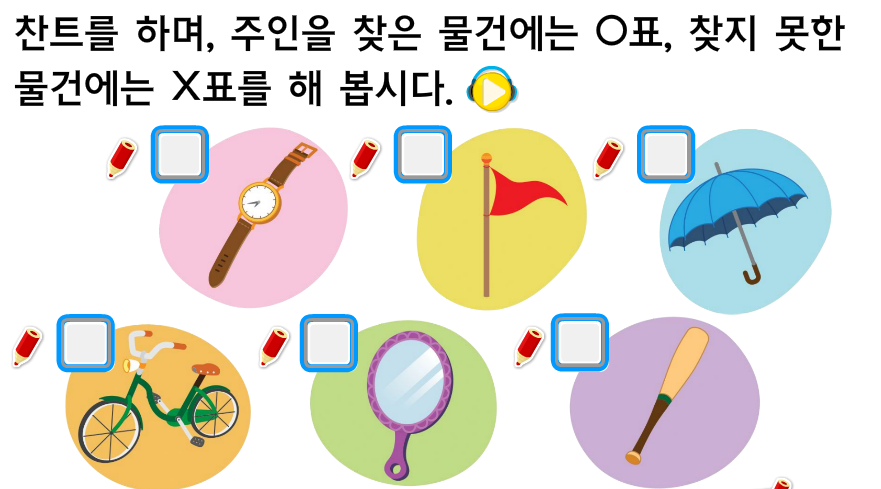 찬트를 하며, 주인을 찾은 물건에는 O표, 찾지 못한
물건에는 X표를 해 봅시다.